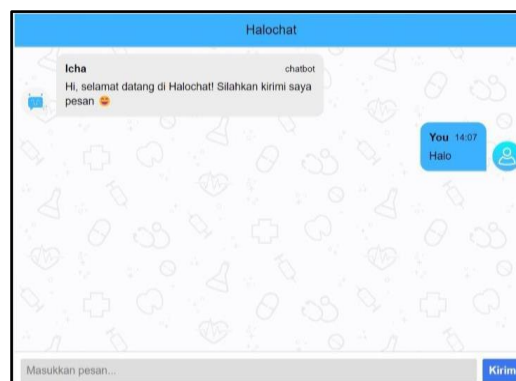 Halochat
Icha chatbot
Hi, selamat datang di Halochat! Silahkan kirimi saya
pesan 🤩
You 14:07
Halo
Masukkan pesan...
Kirim